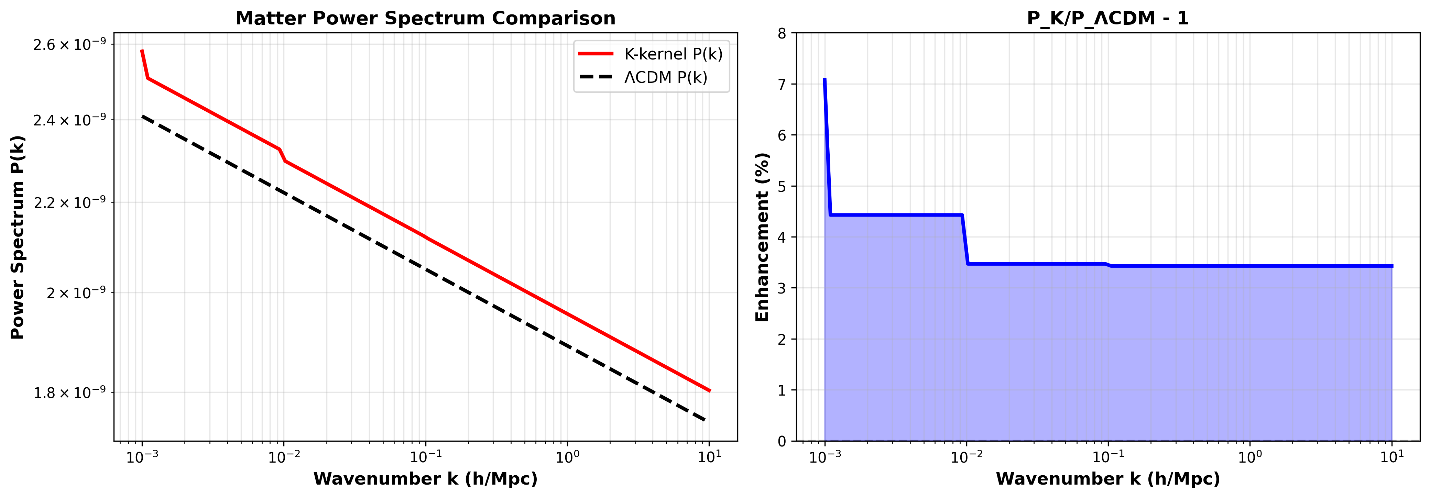 Matter Power Spectrum Comparison
K-kernel P(k)
ΛCDM P(k)
Power Spectrum P(k)
2.6 × 10⁻⁹
2.4 × 10⁻⁹
2.2 × 10⁻⁹
2 × 10⁻⁹
1.8 × 10⁻⁹
10⁻³
10⁻²
10⁻¹
10⁰
10¹
Wavenumber k (h/Mpc)
P_K/P_ΛCDM - 1
Enhancement (%)
8
7
6
5
4
3
2
1
0
10⁻³
10⁻²
10⁻¹
10⁰
10¹
Wavenumber k (h/Mpc)